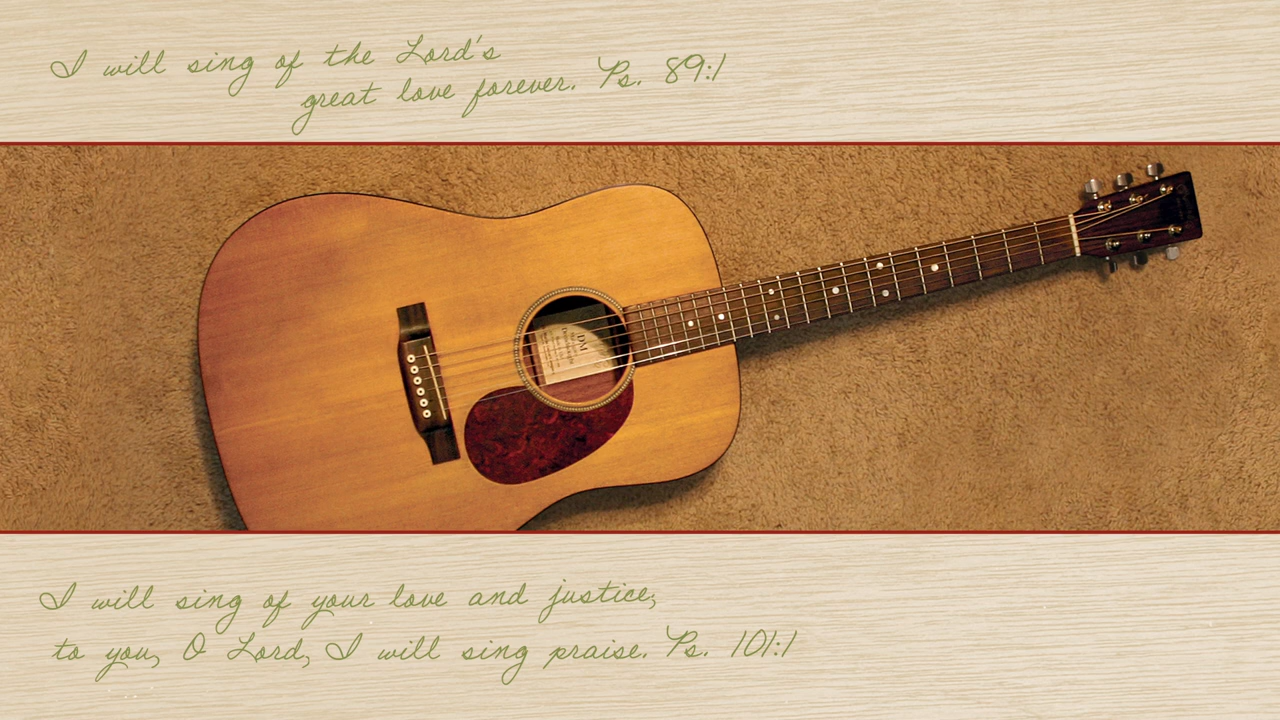 I will sing of the Lord's
great love forever. Ps. 89:1
DM
I will sing of your love and justice;
to you, O Lord, I will sing praise. Ps. 101:1